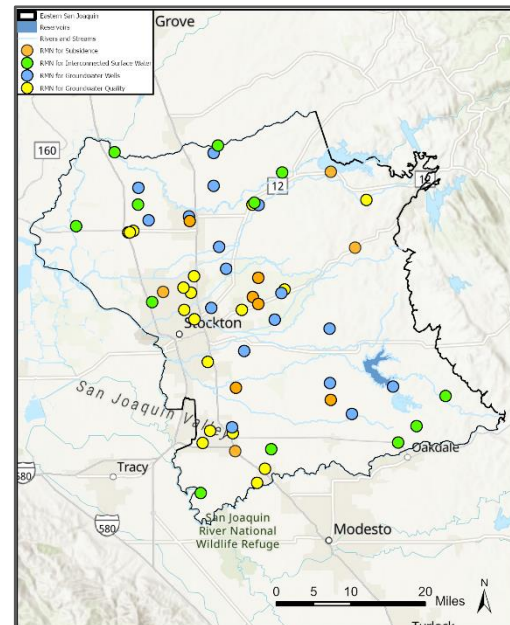 Eastern San Joaquin
Reservoirs
Rivers and Streams
RMN for Subsidence
RMN for Interconnected Surface Water
RMN for Groundwater Wells
RMN for Groundwater Quality
Grove
160
12
Stockton
San Joaquin Valley
Oakdale
Tracy
580
580
San Joaquin
River National
Wildlife Refuge
Modesto
0 5 10 20
Miles
N